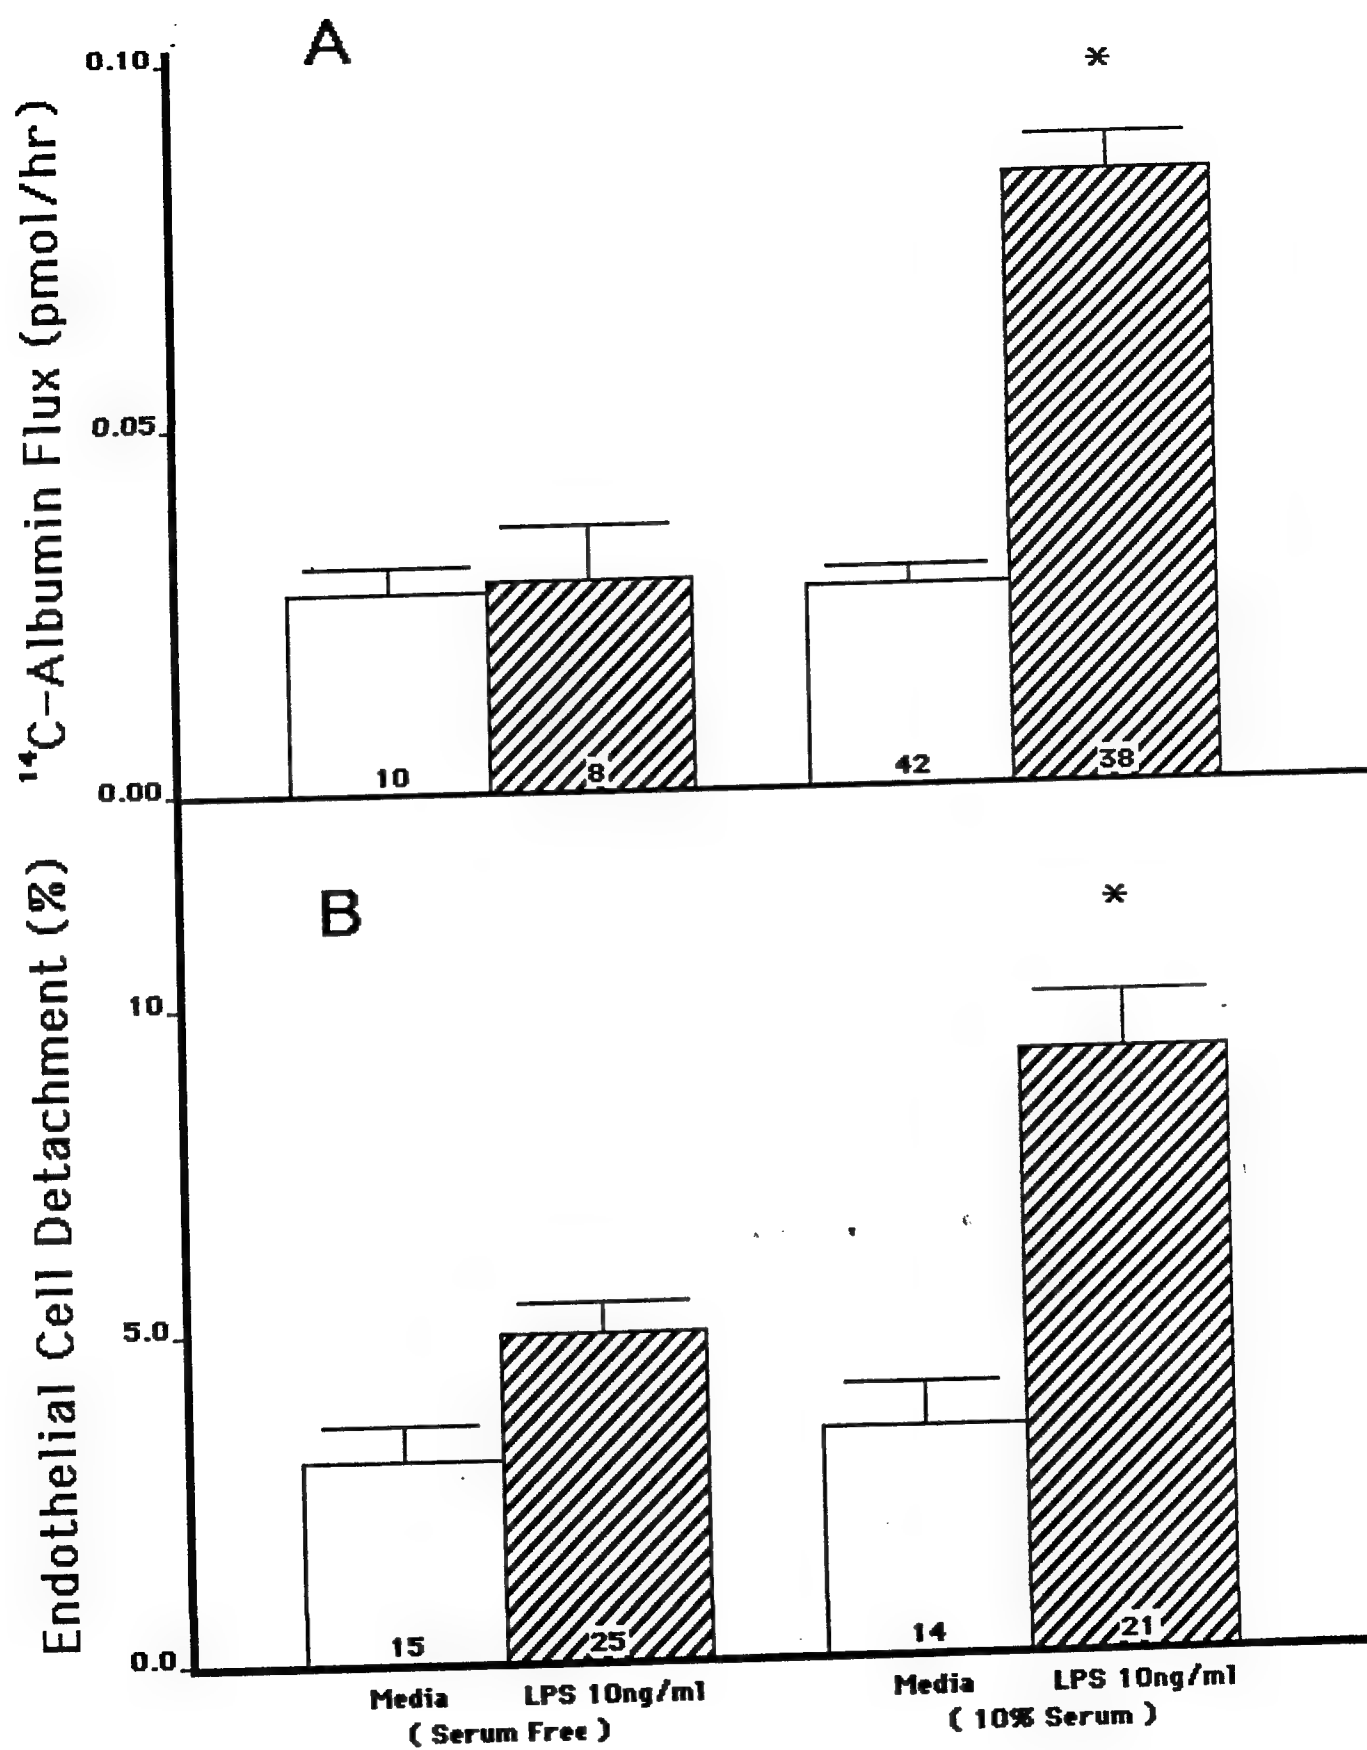 A
*
0.10
0.05
0.00
¹⁴C-Albumin Flux (pmol/hr)
10
8
42
38
B
*
10
5.0
0.0
Endothelial Cell Detachment (%)
15
25
14
21
Media
LPS 10ng/ml
Media
LPS 10ng/ml
( Serum Free )
( 10% Serum )